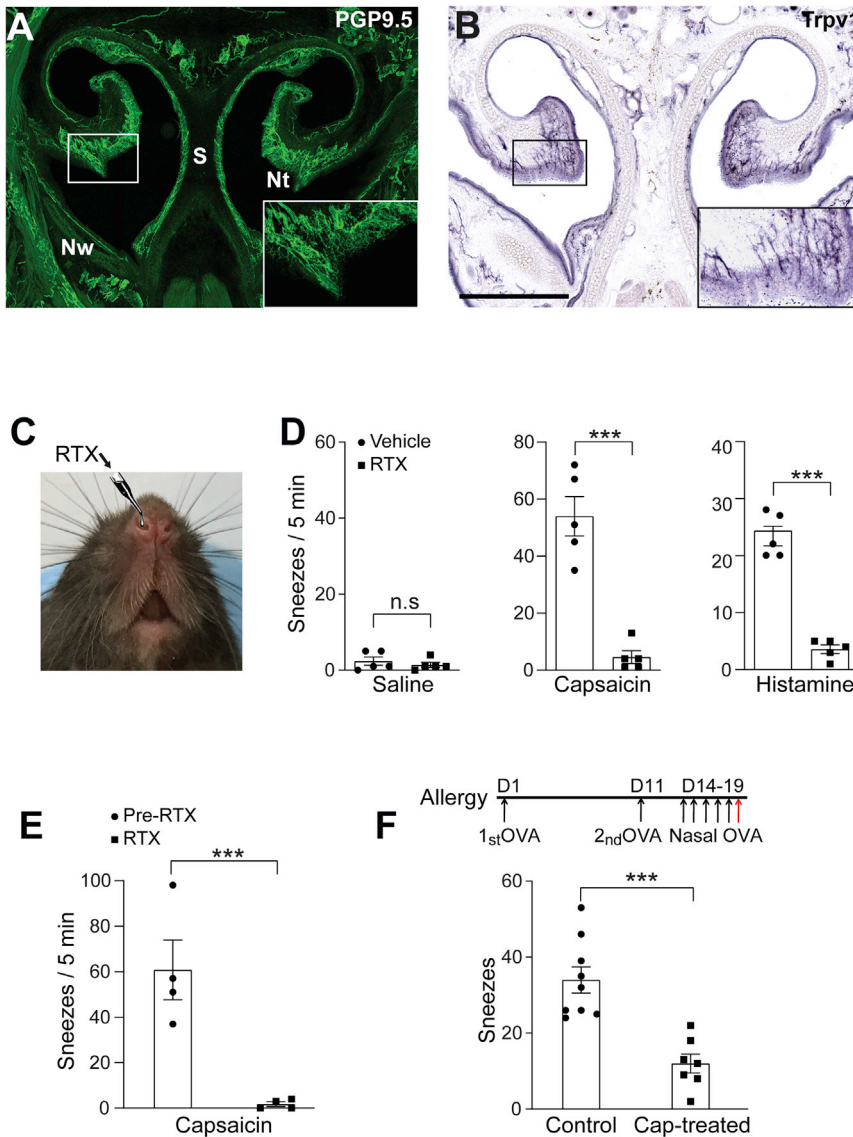 A
PGP9.5
S
Nt
Nw
B
Trpv1
C
RTX
D
Vehicle
RTX
Sneezes / 5 min
60
40
20
0
n.s
Saline
80
60
40
20
0
***
Capsaicin
40
30
20
10
0
***
Histamine
E
Pre-RTX
RTX
Sneezes / 5 min
100
80
60
40
20
0
***
Capsaicin
F
Allergy
D1
D11
D14-19
1stOVA
2ndOVA
Nasal OVA
Sneezes
60
40
20
0
***
Control
Cap-treated